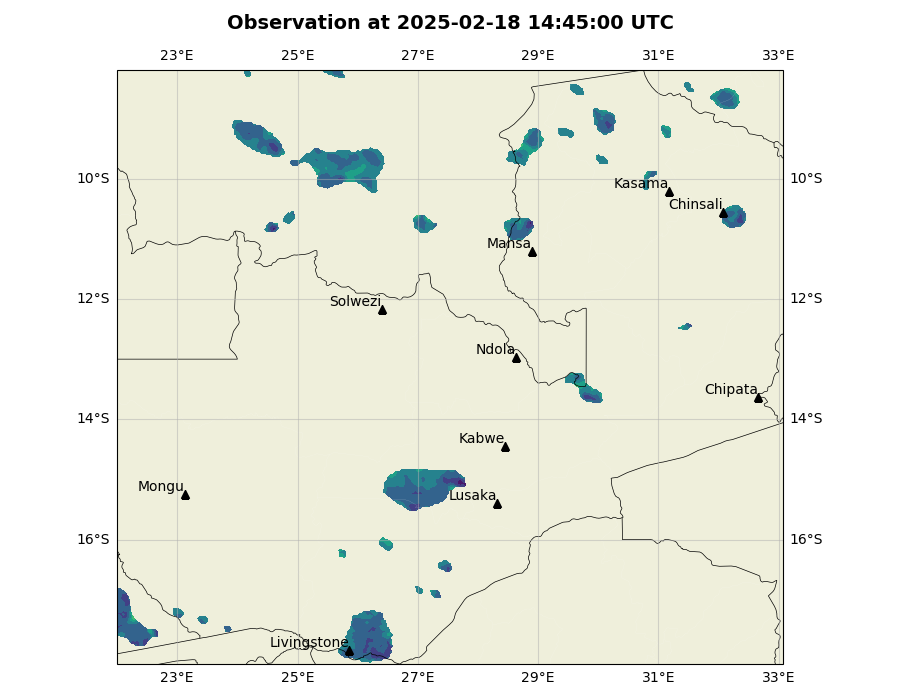 Observation at 2025-02-18 14:45:00 UTC
23°E 25°E 27°E 29°E 31°E 33°E
10°S 10°S
Kasama
Chinsali
Mansa
12°S 12°S
Solwezi
Ndola
Chipata
14°S 14°S
Kabwe
Mongu
Lusaka
16°S 16°S
Livingstone
23°E 25°E 27°E 29°E 31°E 33°E